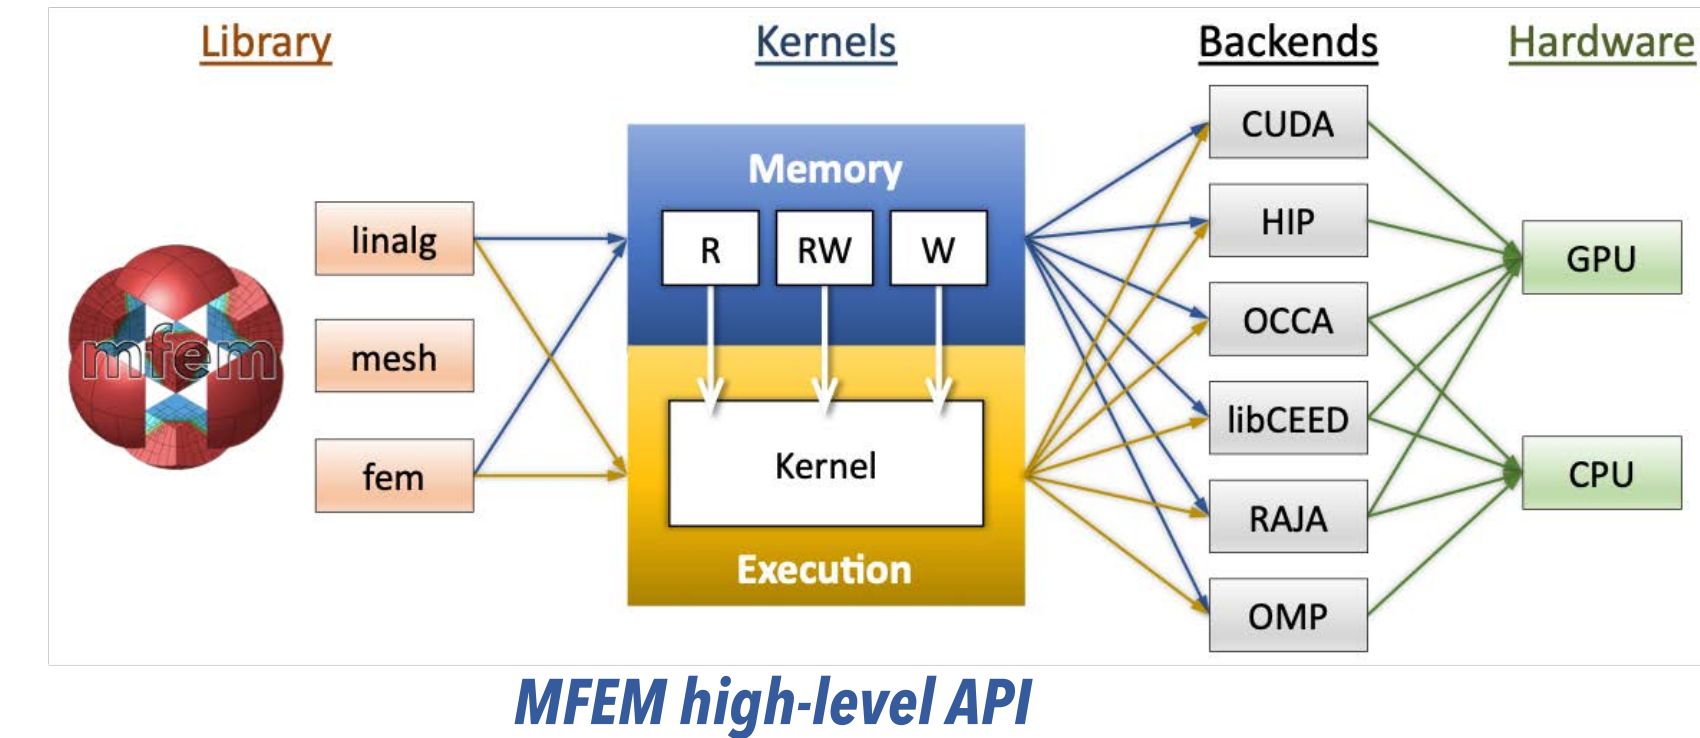 Library
Kernels
Backends
Hardware
mfem
linalg
mesh
fem
Memory
R
RW
W
Kernel
Execution
CUDA
HIP
OCCA
libCEED
RAJA
OMP
GPU
CPU
MFEM high-level API